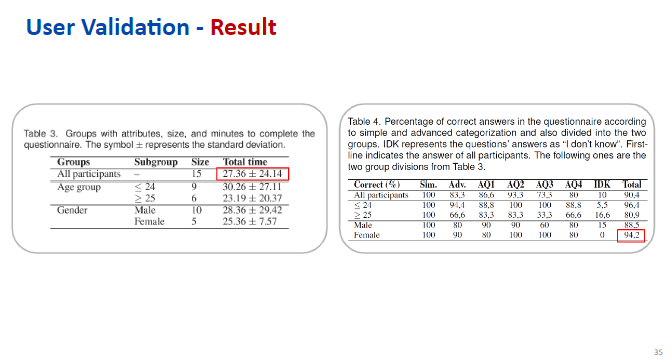 User Validation - Result
Table 3. Groups with attributes, size, and minutes to complete the
questionnaire. The symbol ± represents the standard deviation.
Groups Subgroup Size Total time
All participants – 15 27.36 ± 24.14
Age group ≤ 24 9 30.26 ± 27.11
≥ 25 6 23.19 ± 20.37
Gender Male 10 28.36 ± 29.42
Female 5 25.36 ± 7.57
Table 4. Percentage of correct answers in the questionnaire according
to simple and advanced categorization and also divided into the two
groups. IDK represents the questions' answers as "I don't know". First-
line indicates the answer of all participants. The following ones are the
two group divisions from Table 3.
Correct (%) Sim. Adv. AQ1 AQ2 AQ3 AQ4 IDK Total
All participants 100 83,3 86,6 93,3 73,3 80 10 90,4
≤ 24 100 94,4 88,8 100 100 88,8 5,5 96,4
≥ 25 100 66,6 83,3 83,3 33,3 66,6 16,6 80,9
Male 100 80 90 90 60 80 15 88,5
Female 100 90 80 100 100 80 0 94,2
35